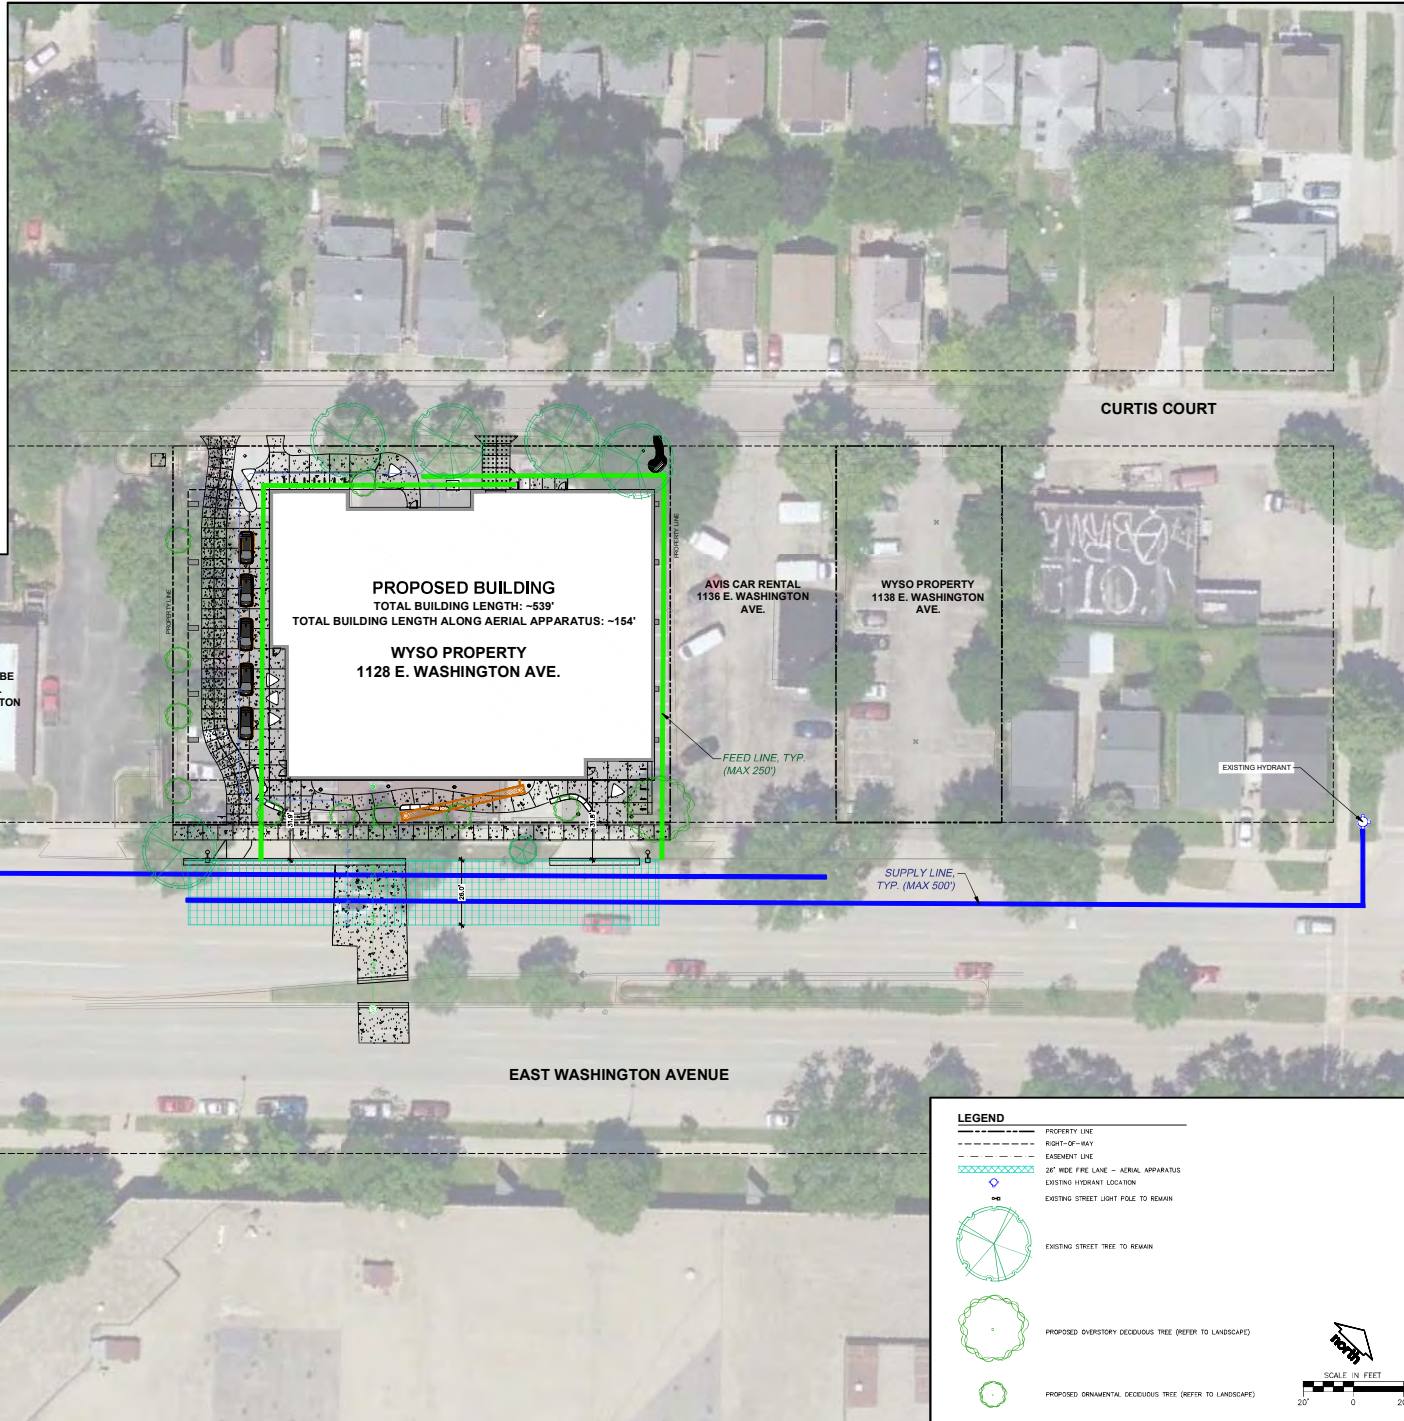 CURTIS COURT
PROPERTY LINE
PROPERTY LINE
PROPOSED BUILDING
TOTAL BUILDING LENGTH: ~539'
TOTAL BUILDING LENGTH ALONG AERIAL APPARATUS: ~154'
WYSO PROPERTY
1128 E. WASHINGTON AVE.
AVIS CAR RENTAL
1136 E. WASHINGTON
AVE.
WYSO PROPERTY
1138 E. WASHINGTON
AVE.
BE
TON
FEED LINE, TYP.
(MAX 250')
EXISTING HYDRANT
SUPPLY LINE,
TYP. (MAX 500')
26.0'
EAST WASHINGTON AVENUE
LEGEND
PROPERTY LINE
RIGHT-OF-WAY
EASEMENT LINE
26' WIDE FIRE LANE - AERIAL APPARATUS
EXISTING HYDRANT LOCATION
EXISTING STREET LIGHT POLE TO REMAIN
EXISTING STREET TREE TO REMAIN
PROPOSED OVERSTORY DECIDUOUS TREE (REFER TO LANDSCAPE)
PROPOSED ORNAMENTAL DECIDUOUS TREE (REFER TO LANDSCAPE)
north
SCALE IN FEET
20' 0 20